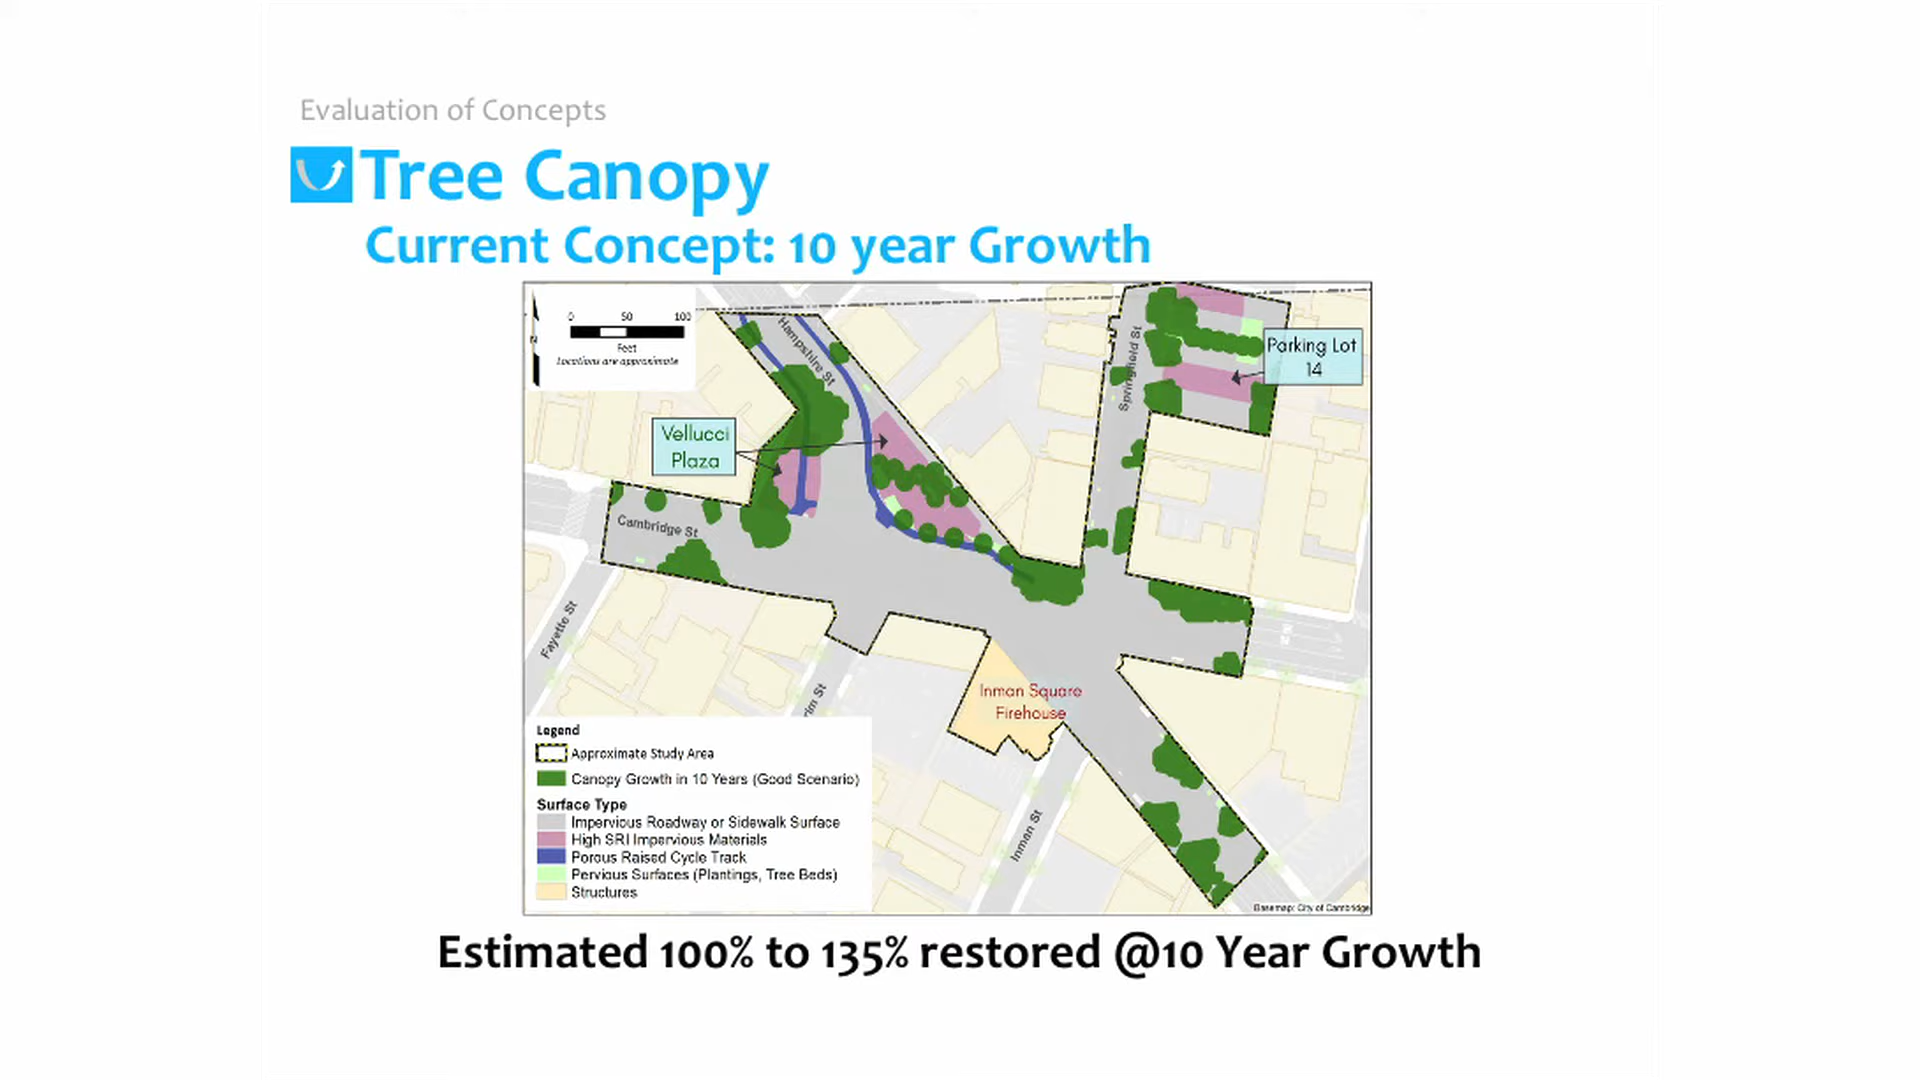 Evaluation of Concepts
Tree Canopy
Current Concept: 10 year Growth
0 50 100
Feet
Locations are approximate
N
Hampshire St
Springfield St
Parking Lot
14
Vellucci
Plaza
Cambridge St
Fayette St
Inman Square
Firehouse
Inman St
Legend
Approximate Study Area
Canopy Growth in 10 Years (Good Scenario)
Surface Type
Impervious Roadway or Sidewalk Surface
High SRI Impervious Materials
Porous Raised Cycle Track
Pervious Surfaces (Plantings, Tree Beds)
Structures
Basemap: City of Cambridge
Estimated 100% to 135% restored @10 Year Growth